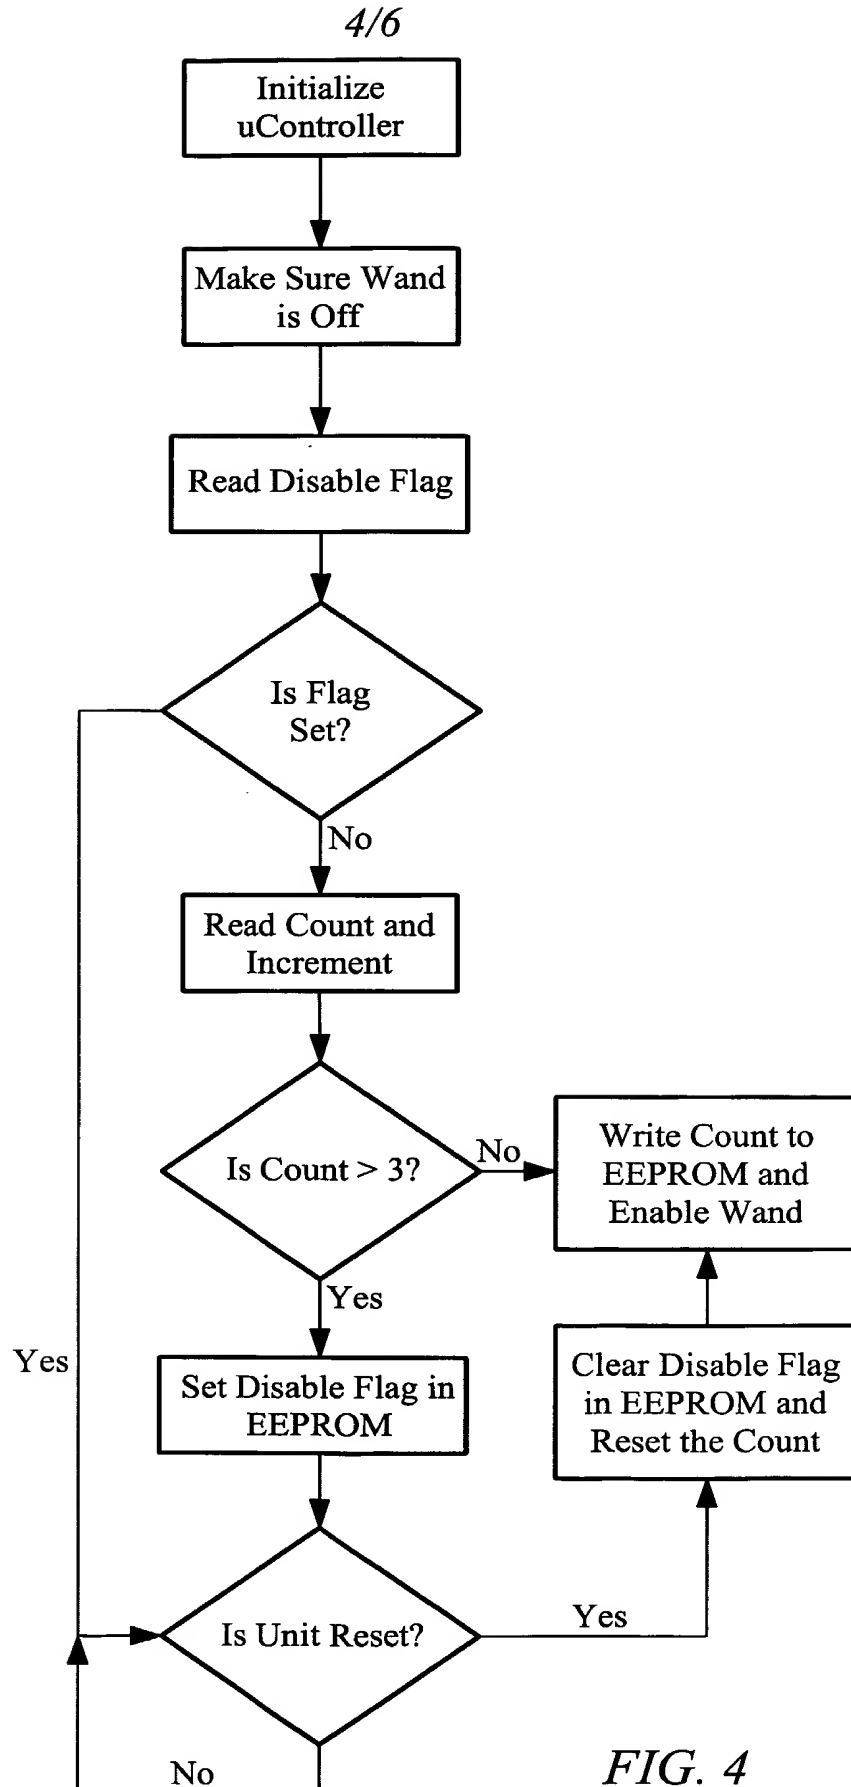 4/6
Initialize
uController
Make Sure Wand
is Off
Read Disable Flag
Is Flag
Set?
No
Read Count and
Increment
Is Count > 3?
No
Write Count to
EEPROM and
Enable Wand
Yes
Yes
Set Disable Flag in
EEPROM
Clear Disable Flag
in EEPROM and
Reset the Count
Is Unit Reset?
Yes
No
FIG. 4